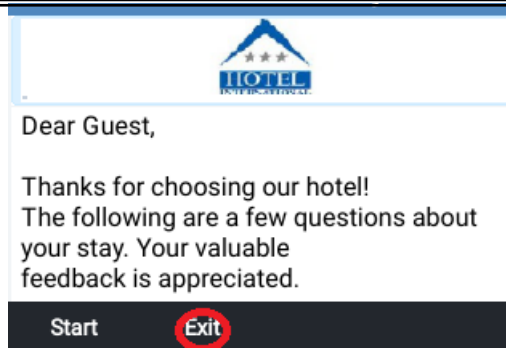 HOTEL
INTERNATIONAL
Dear Guest,
Thanks for choosing our hotel!
The following are a few questions about
your stay. Your valuable
feedback is appreciated.
Start Exit